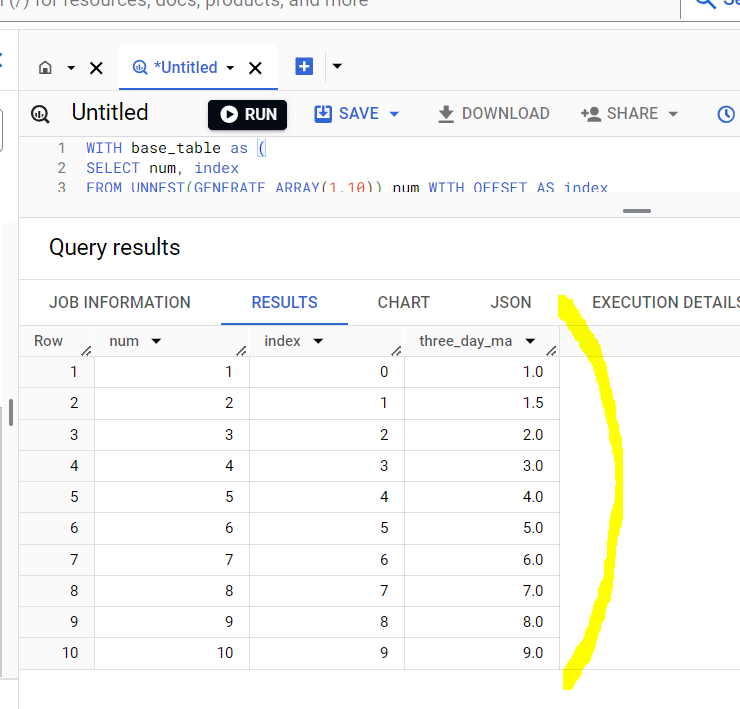 (/) for resources, docs, products, and more
*Untitled
Untitled RUN SAVE DOWNLOAD SHARE
1 WITH base_table as (
2 SELECT num, index
3 FROM UNNEST(GENERATE_ARRAY(1,10)) num WITH OFFSET AS index
Query results
JOB INFORMATION RESULTS CHART JSON EXECUTION DETAILS
Row num index three_day_ma
1 1 0 1.0
2 2 1 1.5
3 3 2 2.0
4 4 3 3.0
5 5 4 4.0
6 6 5 5.0
7 7 6 6.0
8 8 7 7.0
9 9 8 8.0
10 10 9 9.0